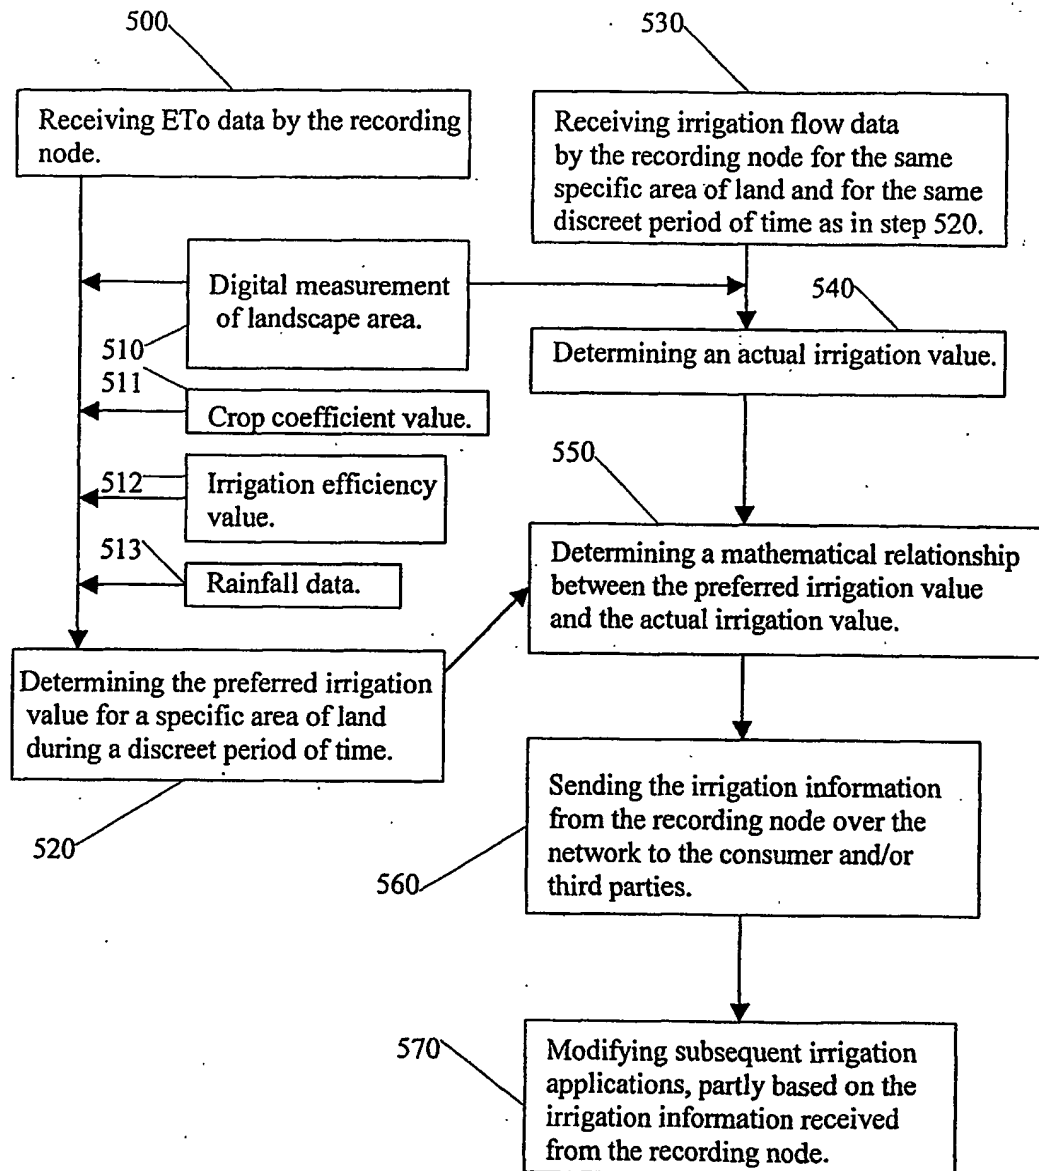 500
530
Receiving ETo data by the recording
node.
Receiving irrigation flow data
by the recording node for the same
specific area of land and for the same
discreet period of time as in step 520.
Digital measurement
of landscape area.
510
540
Determining an actual irrigation value.
511
Crop coefficient value.
512
Irrigation efficiency
value.
550
513
Rainfall data.
Determining a mathematical relationship
between the preferred irrigation value
and the actual irrigation value.
Determining the preferred irrigation
value for a specific area of land
during a discreet period of time.
520
Sending the irrigation information
from the recording node over the
network to the consumer and/or
third parties.
560
570
Modifying subsequent irrigation
applications, partly based on the
irrigation information received
from the recording node.